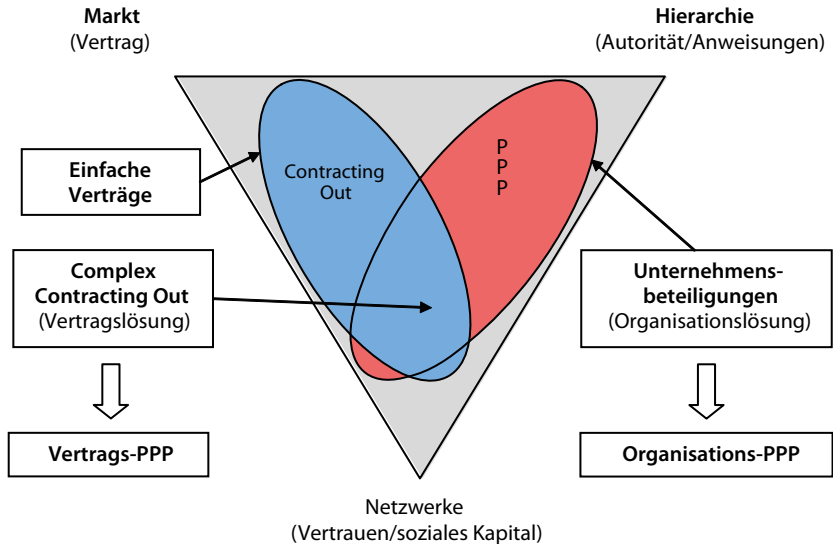 Markt
(Vertrag)
Hierarchie
(Autorität/Anweisungen)
Einfache
Verträge
Contracting
Out
P
P
P
Complex
Contracting Out
(Vertragslösung)
Unternehmens-
beteiligungen
(Organisationslösung)
Vertrags-PPP
Organisations-PPP
Netzwerke
(Vertrauen/soziales Kapital)